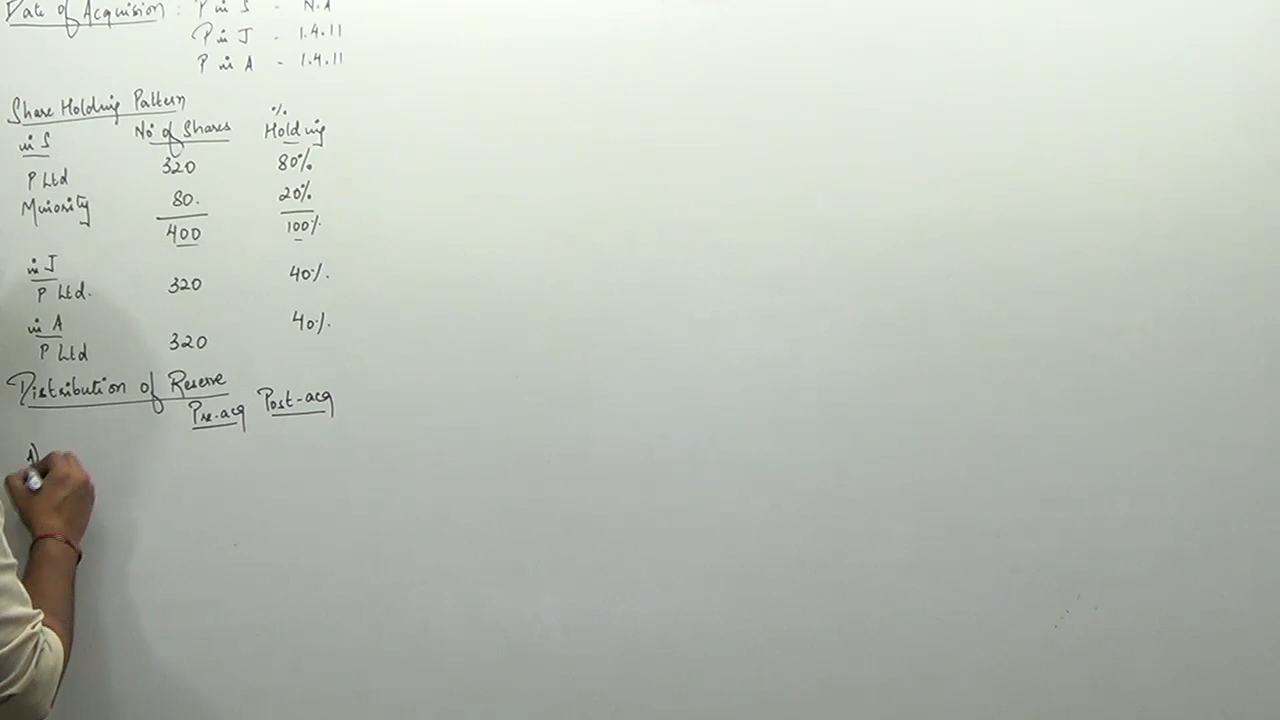 Date of Acquision : P in S - N.A
P in J - 1.4.11
P in A - 1.4.11
Share Holding Pattern
in S No of Shares % Holding
P Ltd 320 80%
Minority 80. 20%
400 100%
in J
P Ltd. 320 40%.
in A
P Ltd 320 40%.
Distribution of Reserve
Pre-acq Post-acq
A)